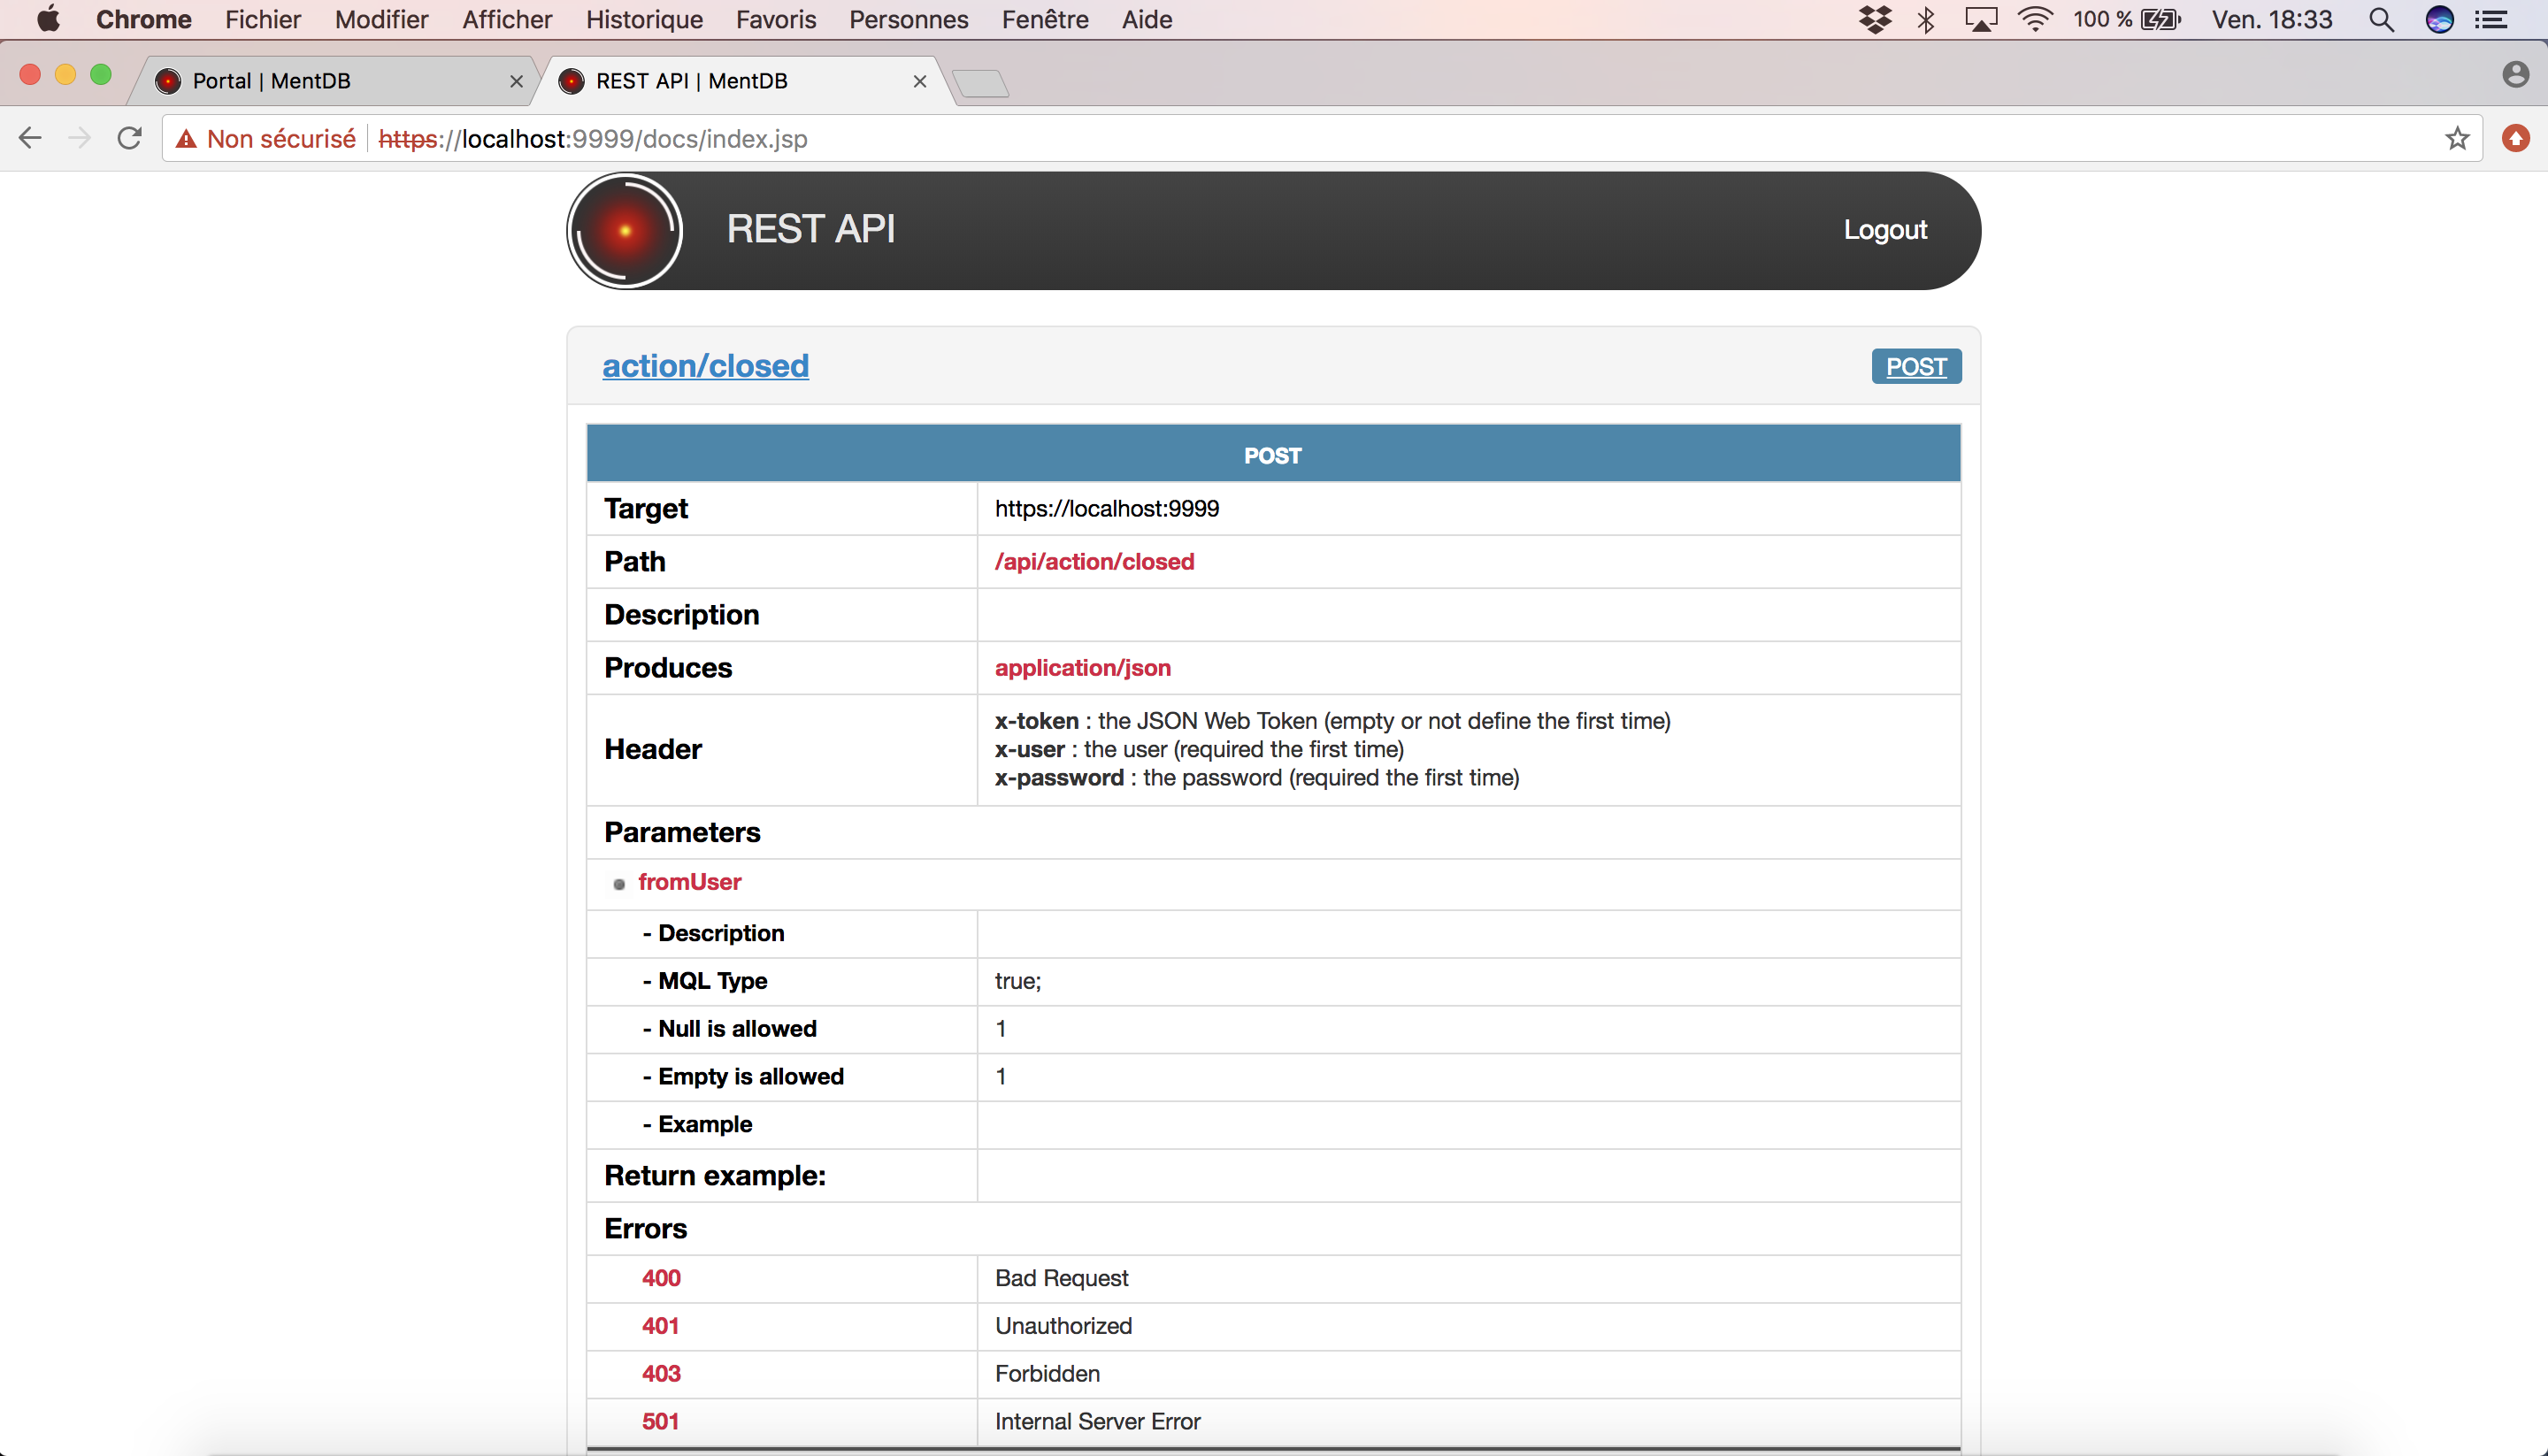 Chrome Fichier Modifier Afficher Historique Favoris Personnes Fenêtre Aide 100 % Ven. 18:33
Portal | MentDB REST API | MentDB
Non sécurisé https://localhost:9999/docs/index.jsp
REST API Logout
action/closed POST
POST
Target https://localhost:9999
Path /api/action/closed
Description
Produces application/json
Header x-token : the JSON Web Token (empty or not define the first time)
x-user : the user (required the first time)
x-password : the password (required the first time)
Parameters
fromUser
- Description
- MQL Type true;
- Null is allowed 1
- Empty is allowed 1
- Example
Return example:
Errors
400 Bad Request
401 Unauthorized
403 Forbidden
501 Internal Server Error